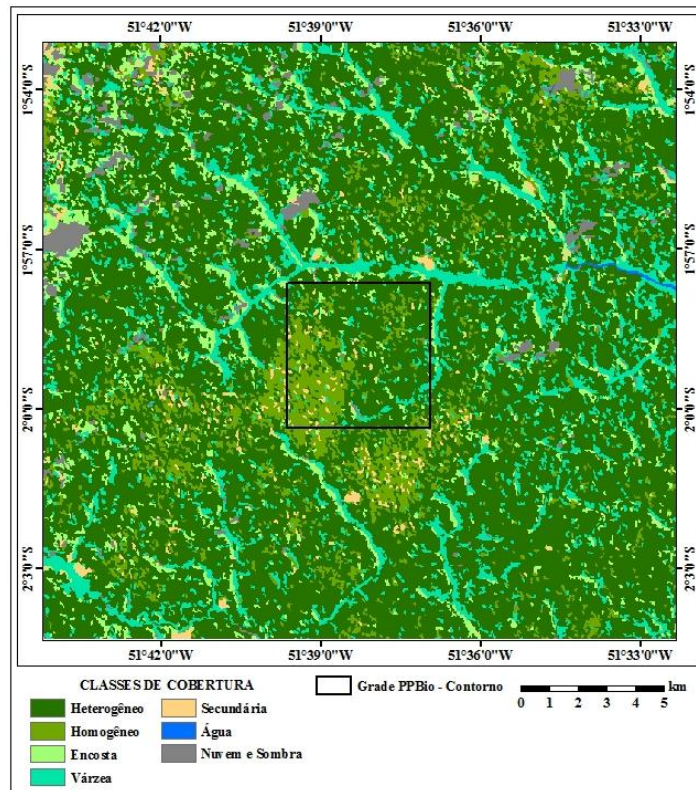 51°42'0"W 51°39'0"W 51°36'0"W 51°33'0"W
1°54'0"S 1°54'0"S
1°57'0"S 1°57'0"S
2°0'0"S 2°0'0"S
2°3'0"S 2°3'0"S
51°42'0"W 51°39'0"W 51°36'0"W 51°33'0"W
CLASSES DE COBERTURA
Heterogêneo
Homogêneo
Encosta
Várzea
Secundária
Água
Nuvem e Sombra
Grade PPBio - Contorno
km
0 1 2 3 4 5